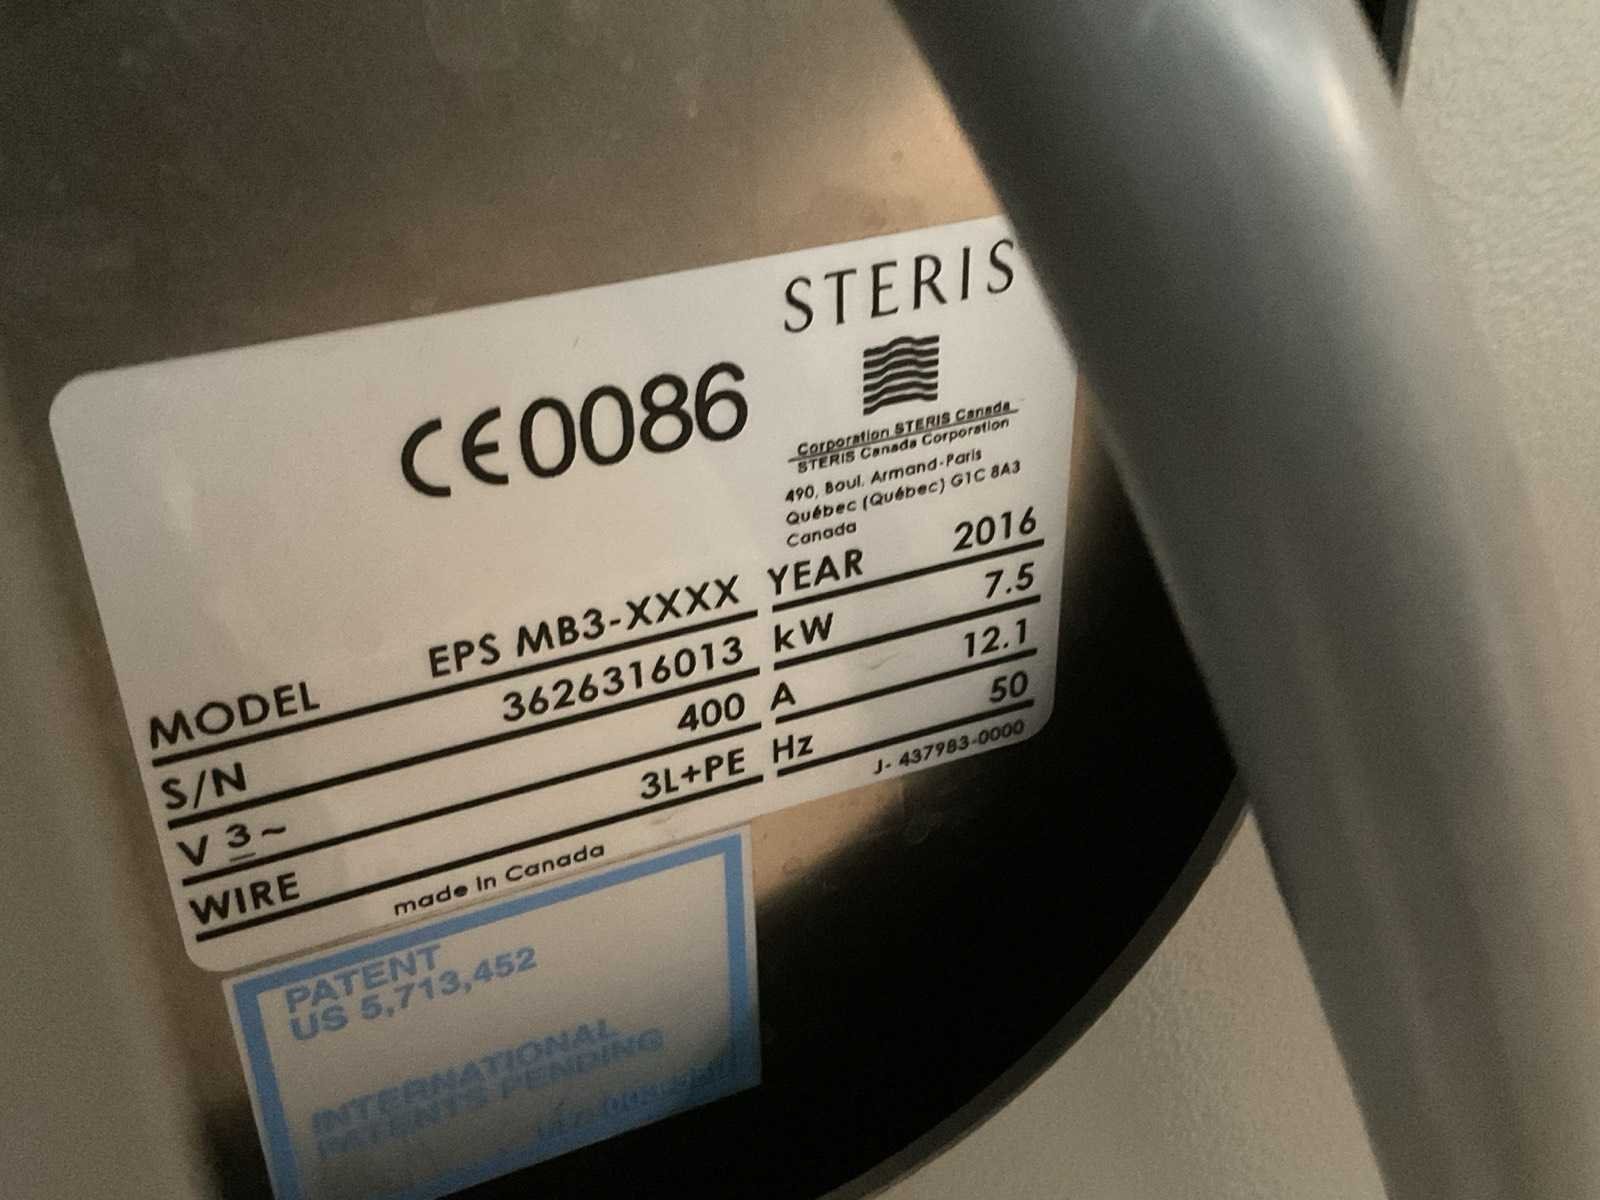 STERIS
CE0086
Corporation STERIS Canada
STERIS Canada Corporation
490, Boul. Armand-Paris
Québec (Québec) G1C 8A3
Canada
MODEL EPS MB3-XXXX YEAR 2016
S/N 3626316013 kW 7.5
V 3~ 400 A 12.1
WIRE 3L+PE Hz 50
made in Canada
J- 437983-0000
PATENT
US 5,713,452
INTERNATIONAL
PATENTS PENDING